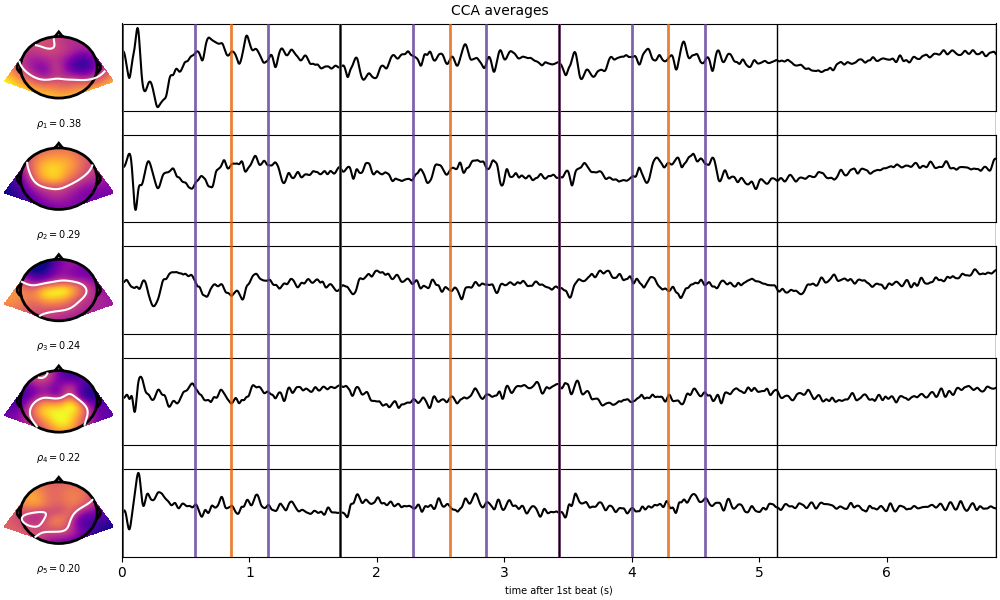 CCA averages
ρ₁ = 0.38
ρ₂ = 0.29
ρ₃ = 0.24
ρ₄ = 0.22
ρ₅ = 0.20
0 1 2 3 4 5 6
time after 1st beat (s)